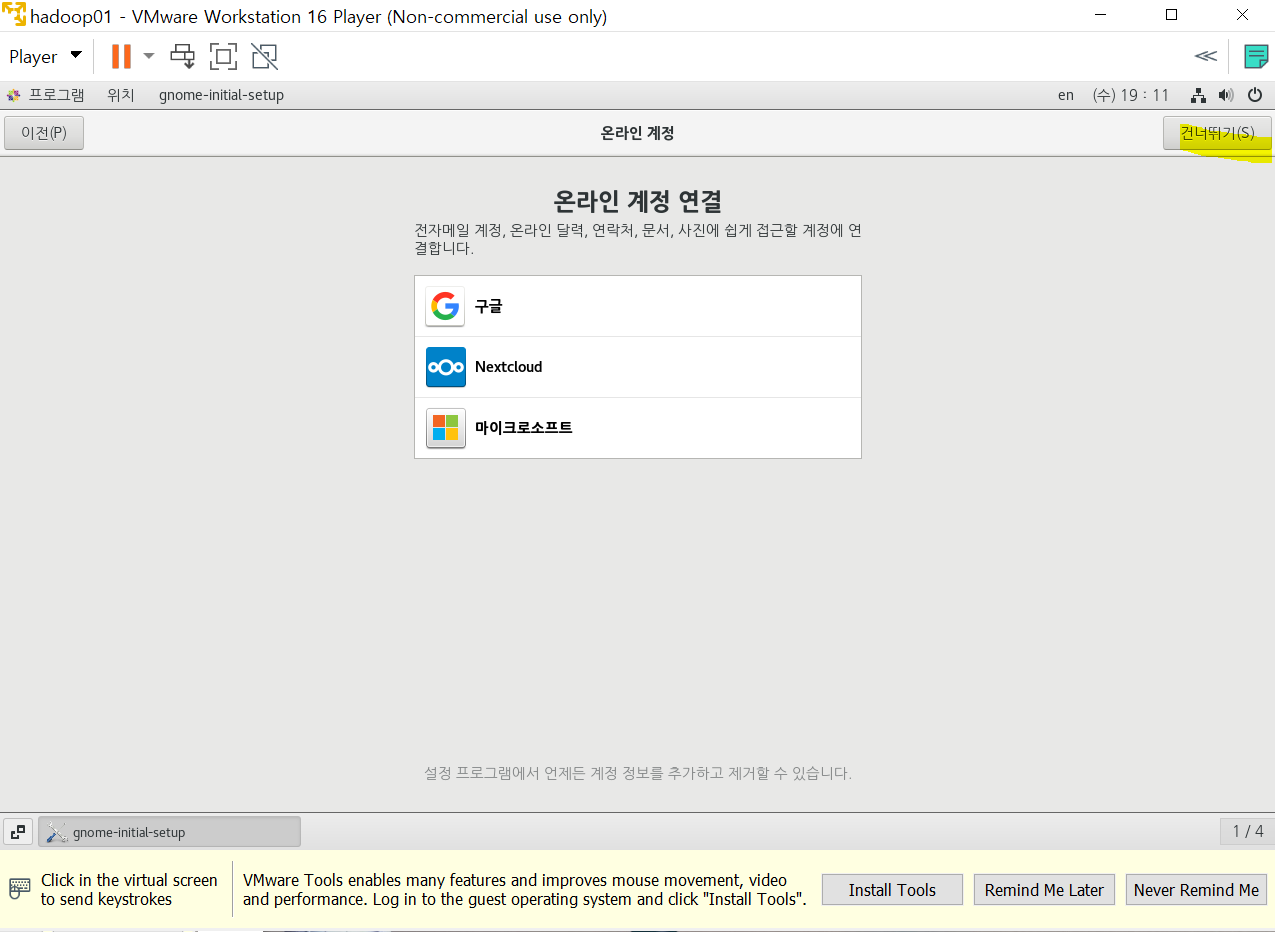 hadoop01 - VMware Workstation 16 Player (Non-commercial use only)
Player
프로그램 위치 gnome-initial-setup en (수) 19 : 11
이전(P) 온라인 계정 건너뛰기(S)
온라인 계정 연결
전자메일 계정, 온라인 달력, 연락처, 문서, 사진에 쉽게 접근할 계정에 연
결합니다.
구글
Nextcloud
마이크로소프트
설정 프로그램에서 언제든 계정 정보를 추가하고 제거할 수 있습니다.
gnome-initial-setup 1 / 4
Click in the virtual screen
to send keystrokes
VMware Tools enables many features and improves mouse movement, video
and performance. Log in to the guest operating system and click "Install Tools".
Install Tools Remind Me Later Never Remind Me